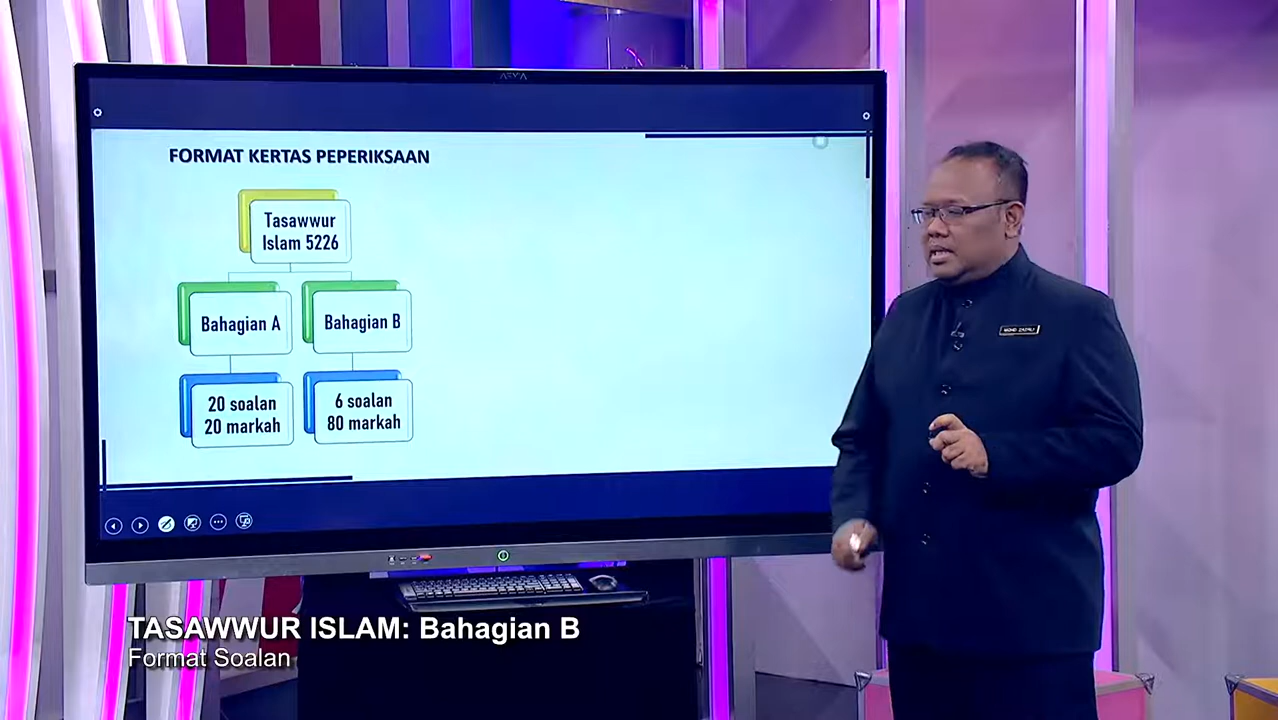 FORMAT KERTAS PEPERIKSAAN
Tasawwur
Islam 5226
Bahagian A
Bahagian B
20 soalan
20 markah
6 soalan
80 markah
TASAWWUR ISLAM: Bahagian B
Format Soalan